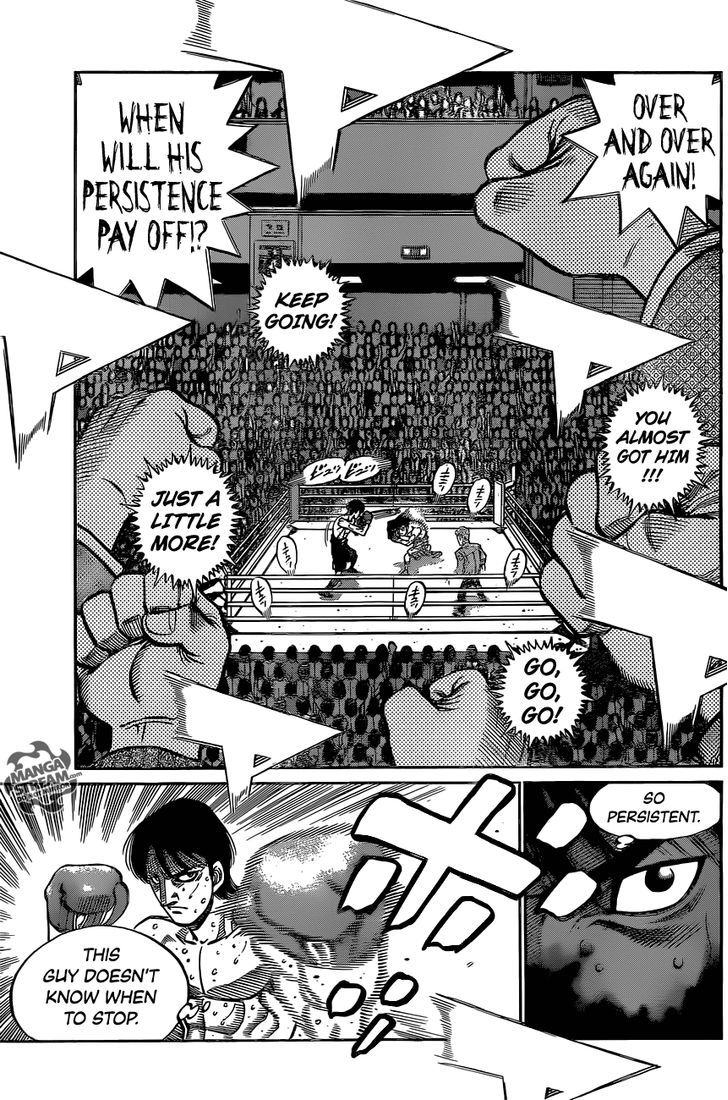 OVER
AND OVER
AGAIN!
WHEN
WILL HIS
PERSISTENCE
PAY OFF!?
KEEP
GOING!
YOU
ALMOST
GOT HIM
!!!
JUST A
LITTLE
MORE!
GO,
GO,
GO!
MANGA
STREAM.com
SO
PERSISTENT.
THIS
GUY DOESN'T
KNOW WHEN
TO STOP.